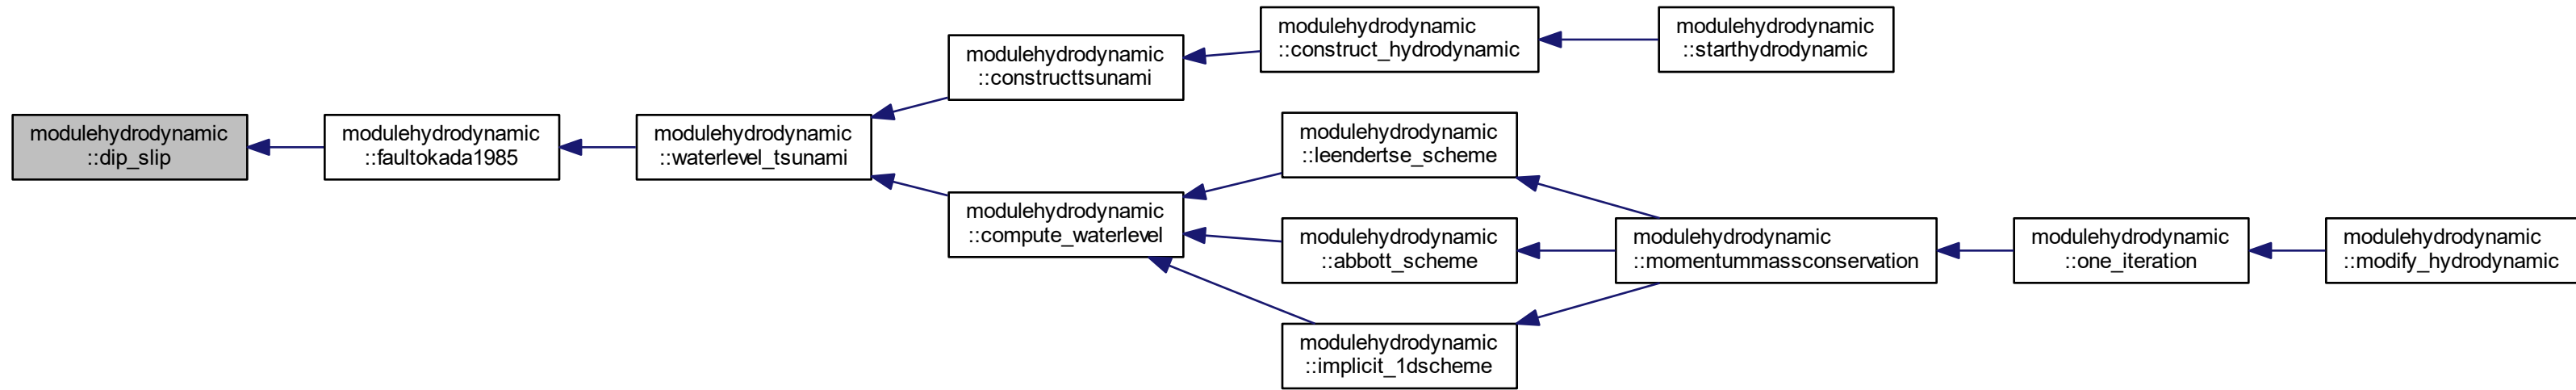 modulehydrodynamic
::dip_slip
modulehydrodynamic
::faultokada1985
modulehydrodynamic
::waterlevel_tsunami
modulehydrodynamic
::constructtsunami
modulehydrodynamic
::construct_hydrodynamic
modulehydrodynamic
::starthydrodynamic
modulehydrodynamic
::compute_waterlevel
modulehydrodynamic
::leendertse_scheme
modulehydrodynamic
::abbott_scheme
modulehydrodynamic
::implicit_1dscheme
modulehydrodynamic
::momentummassconservation
modulehydrodynamic
::one_iteration
modulehydrodynamic
::modify_hydrodynamic